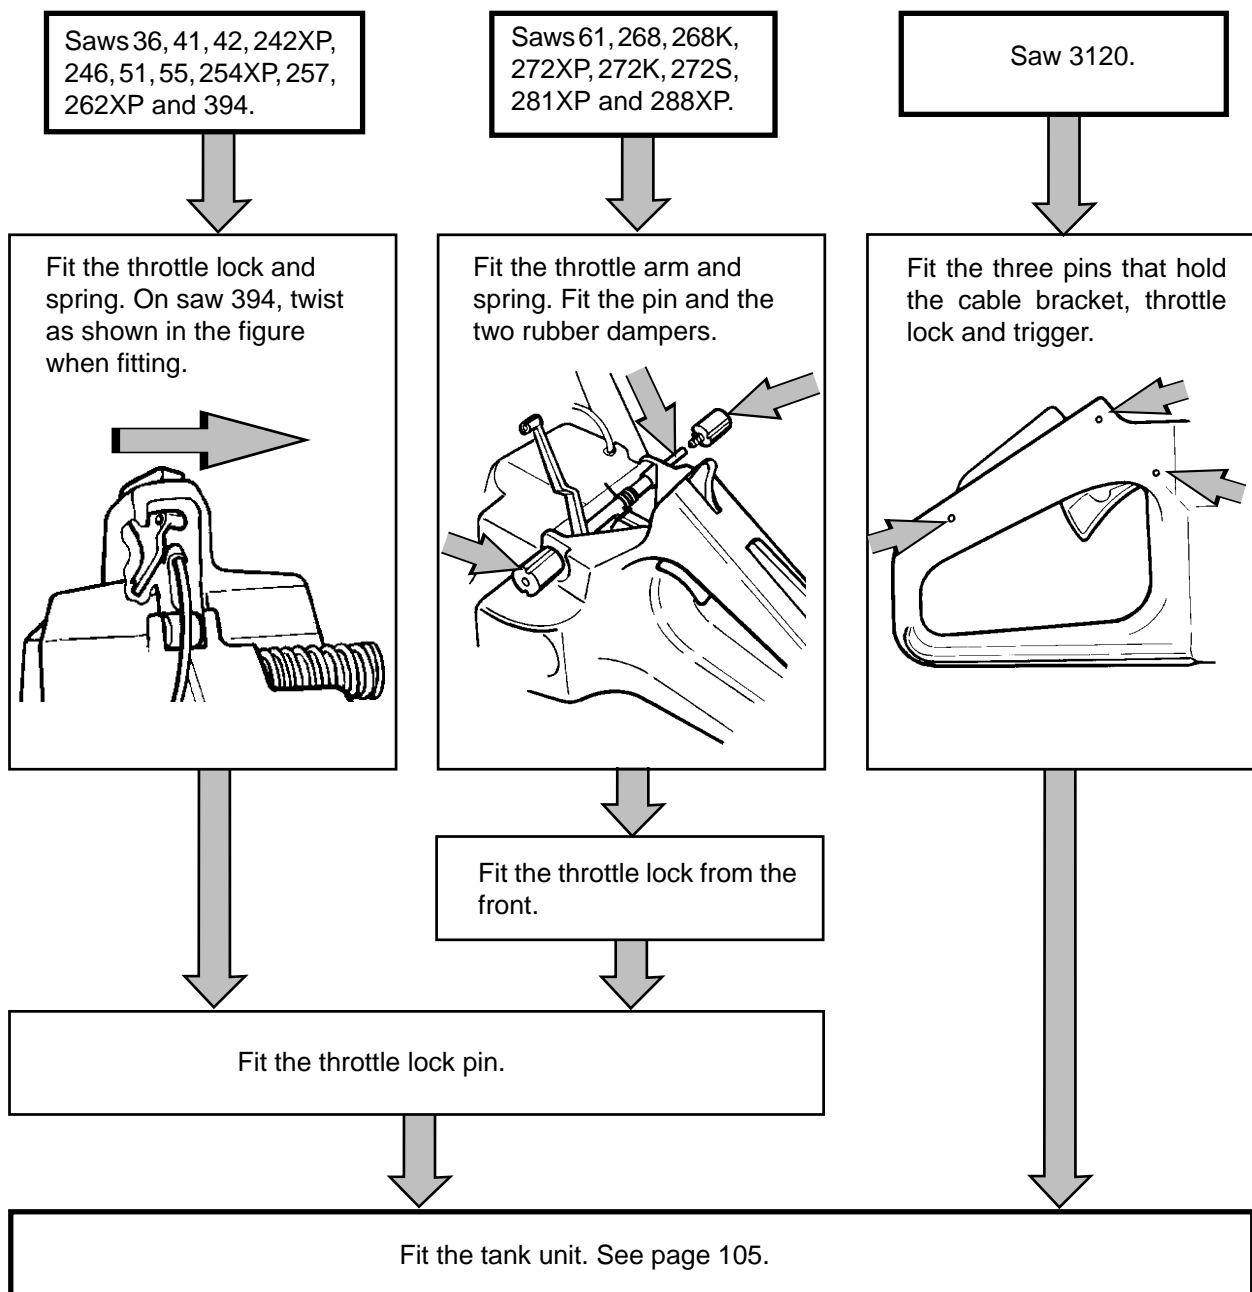 Saws 36, 41, 42, 242XP,
246, 51, 55, 254XP, 257,
262XP and 394.
Saws 61, 268, 268K,
272XP, 272K, 272S,
281XP and 288XP.
Saw 3120.
Fit the throttle lock and
spring. On saw 394, twist
as shown in the figure
when fitting.
Fit the throttle arm and
spring. Fit the pin and the
two rubber dampers.
Fit the three pins that hold
the cable bracket, throttle
lock and trigger.
Fit the throttle lock from the
front.
Fit the throttle lock pin.
Fit the tank unit. See page 105.